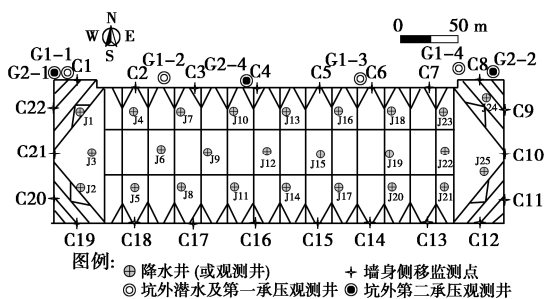 N
W E
S
0 50 m
G1-1
G2-1
C1
C2
G1-2
C3
G2-4
C4
C5
G1-3
C6
C7
G1-4
C8
G2-2
C22
J1
J4
J7
J10
J13
J16
J18
J23
J24
C9
C21
J3
J6
J9
J12
J15
J19
J22
J25
C10
C20
J2
J5
J8
J11
J14
J17
J20
J21
C11
C19
C18
C17
C16
C15
C14
C13
C12
图例:
降水井(或观测井)
墙身侧移监测点
坑外潜水及第一承压观测井
坑外第二承压观测井